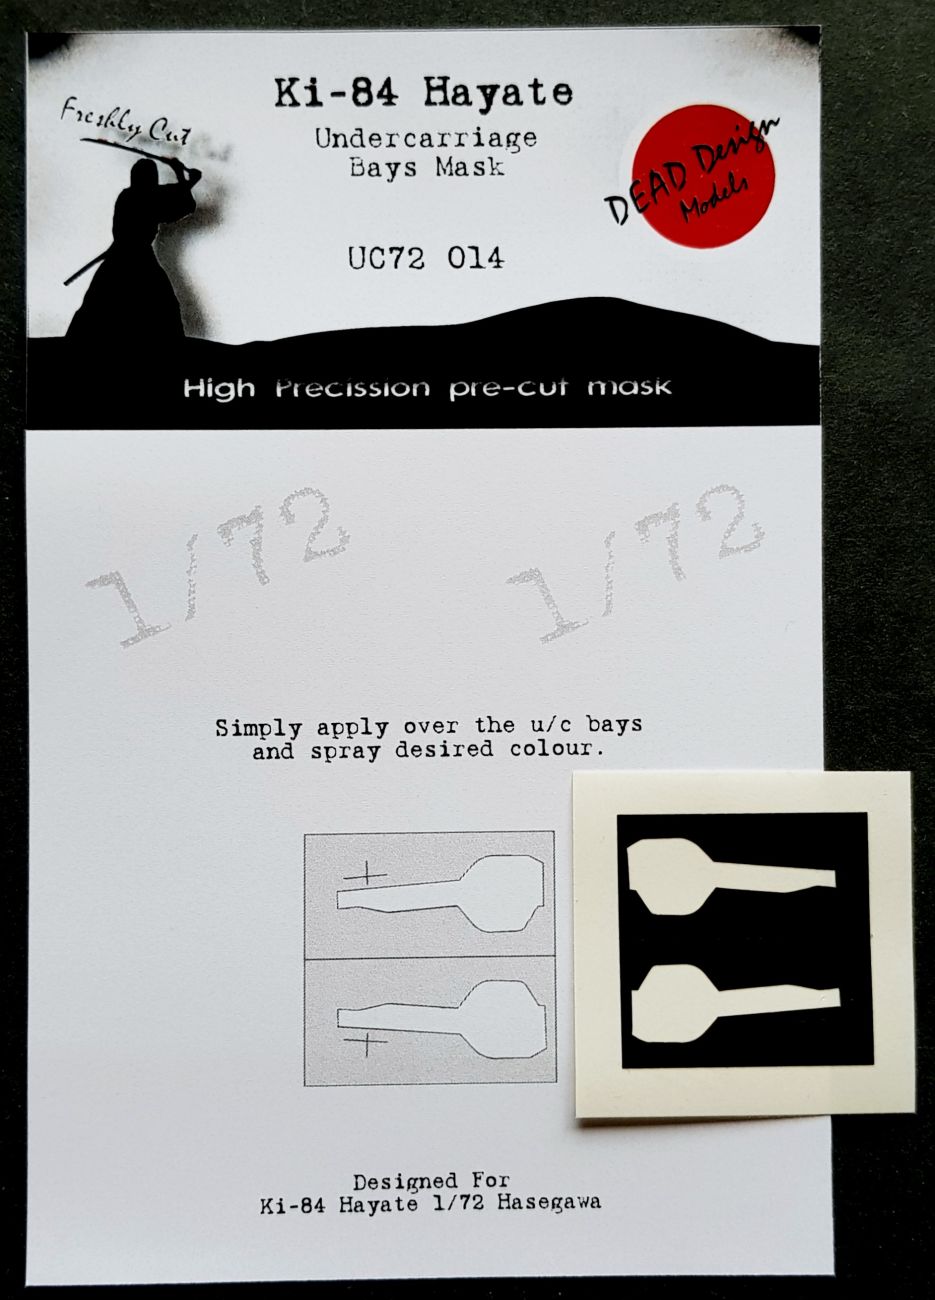 Ki-84 Hayate
Undercarriage
Bays Mask
UC72 014
Freshly Cut
DEAD Design
Models
High Precission pre-cut mask
1/72
1/72
Simply apply over the u/c bays
and spray desired colour.
Designed For
Ki-84 Hayate 1/72 Hasegawa